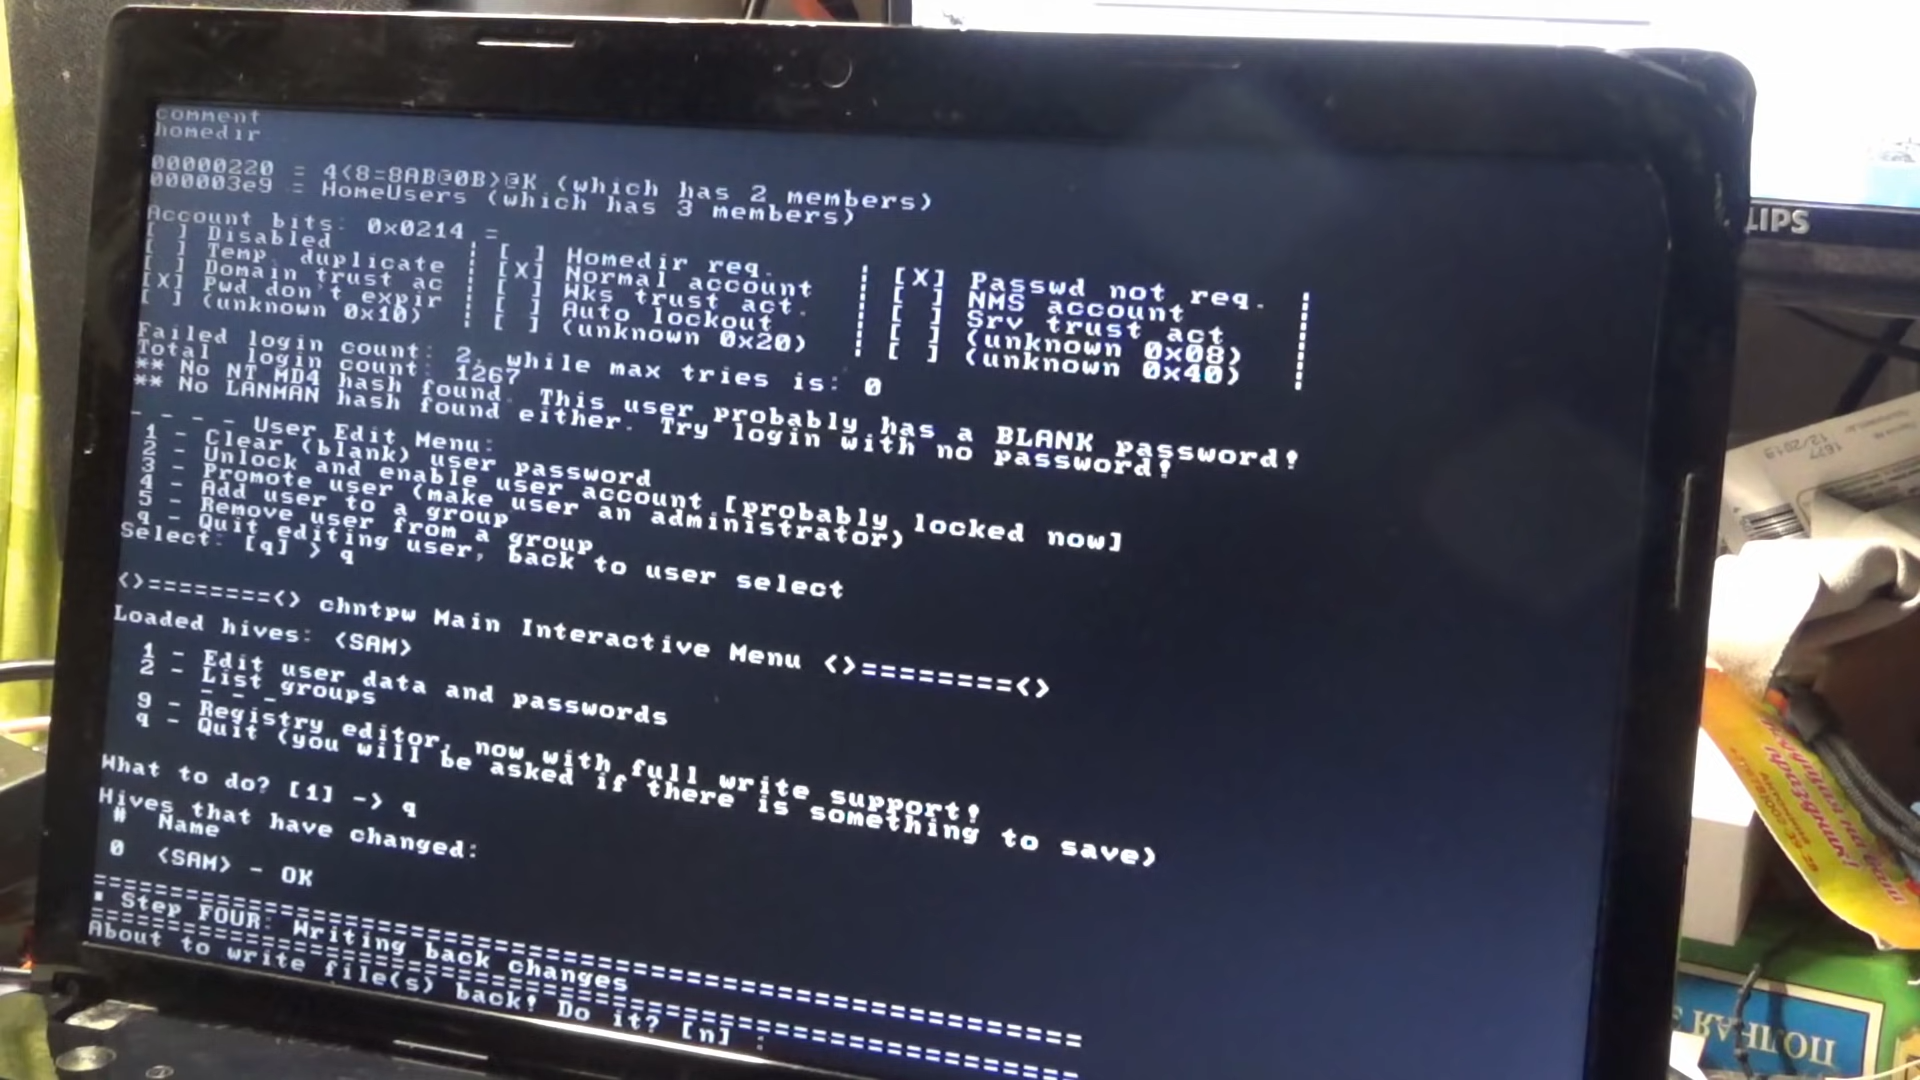 comment
homedir
00000220 = 4(8=8AB@0B>@K (which has 2 members)
000003e9 = HomeUsers (which has 3 members)
Account bits: 0x0214 =
[ ] Disabled | [ ] Homedir req. | [X] Passwd not req. |
[ ] Temp. duplicate | [X] Normal account | [ ] NMS account |
[ ] Domain trust ac | [ ] Wks trust act. | [ ] Srv trust act |
[X] Pwd don't expir | [ ] Auto lockout | [ ] (unknown 0x08) |
[ ] (unknown 0x10) | [ ] (unknown 0x20) | [ ] (unknown 0x40) |
Failed login count: 2, while max tries is: 0
Total login count: 1267
** No NT MD4 hash found. This user probably has a BLANK password!
** No LANMAN hash found either. Try login with no password!
- - - - User Edit Menu:
1 - Clear (blank) user password
2 - Unlock and enable user account [probably locked now]
3 - Promote user (make user an administrator)
4 - Add user to a group
5 - Remove user from a group
q - Quit editing user, back to user select
Select: [q] > q
<>========<> chntpw Main Interactive Menu <>========<>
Loaded hives: <SAM>
1 - Edit user data and passwords
2 - List groups
- - -
9 - Registry editor, now with full write support!
q - Quit (you will be asked if there is something to save)
What to do? [1] -> q
Hives that have changed:
# Name
0 <SAM> - OK
Step FOUR: Writing back changes
About to write file(s) back! Do it? [n] :
LIPS
1677
12/2019